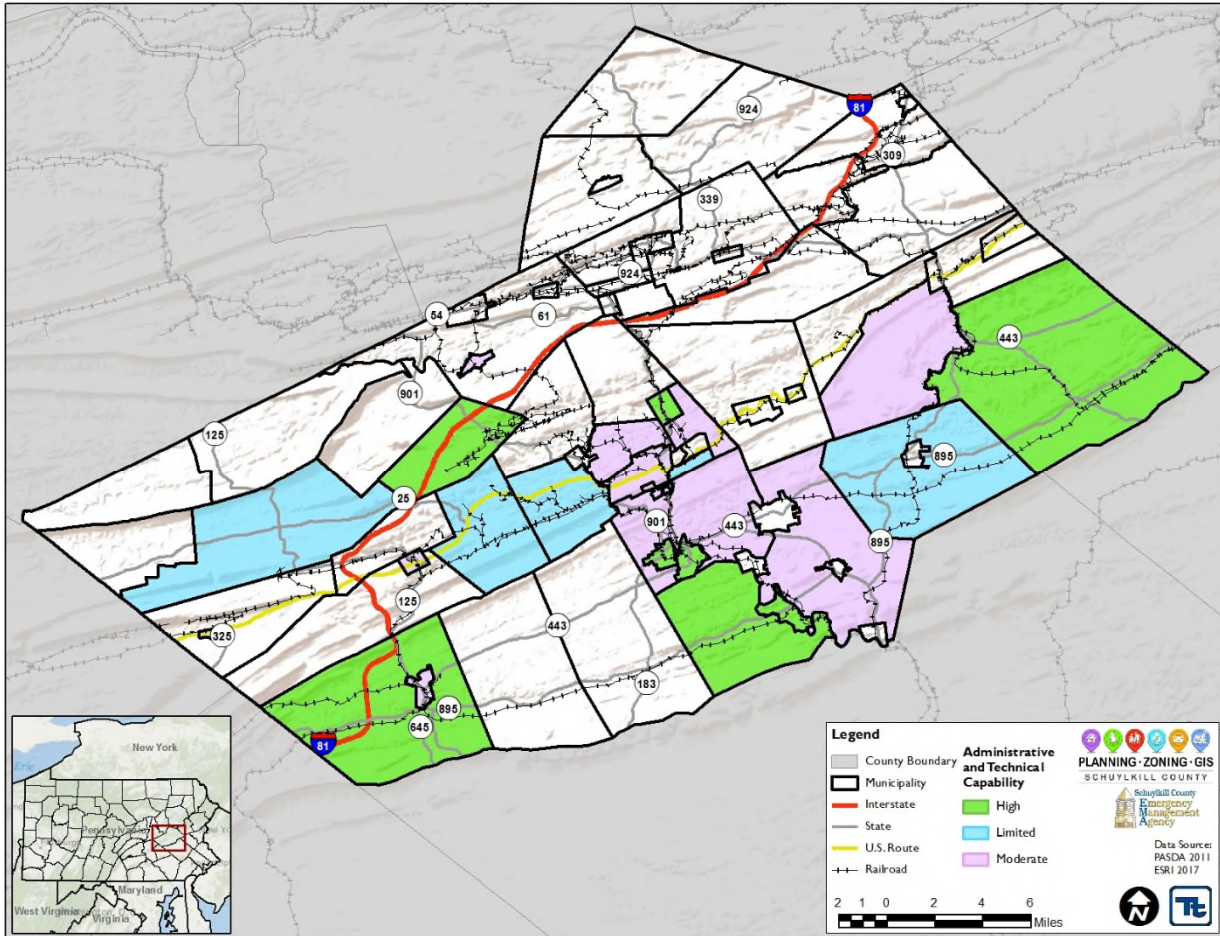 81
924
309
339
924
54
61
443
901
125
895
25
901
443
895
125
443
325
183
895
645
81
Erie
New York
Pennsylvania
Maryland
West Virginia
Virginia
Legend
County Boundary
Municipality
Interstate
State
U.S. Route
Railroad
Administrative
and Technical
Capability
High
Limited
Moderate
PLANNING·ZONING·GIS
SCHUYLKILL COUNTY
Schuylkill County
Emergency
Management
Agency
Data Source:
PASDA 2011
ESRI 2017
2 1 0 2 4 6
Miles
N
Tt